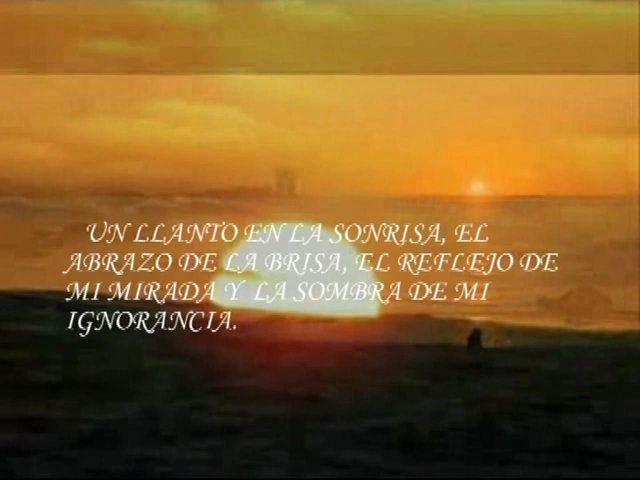 UN LLANTO EN LA SONRISA, EL
ABRAZO DE LA BRISA, EL REFLEJO DE
MI MIRADA Y LA SOMBRA DE MI
IGNORANCIA.